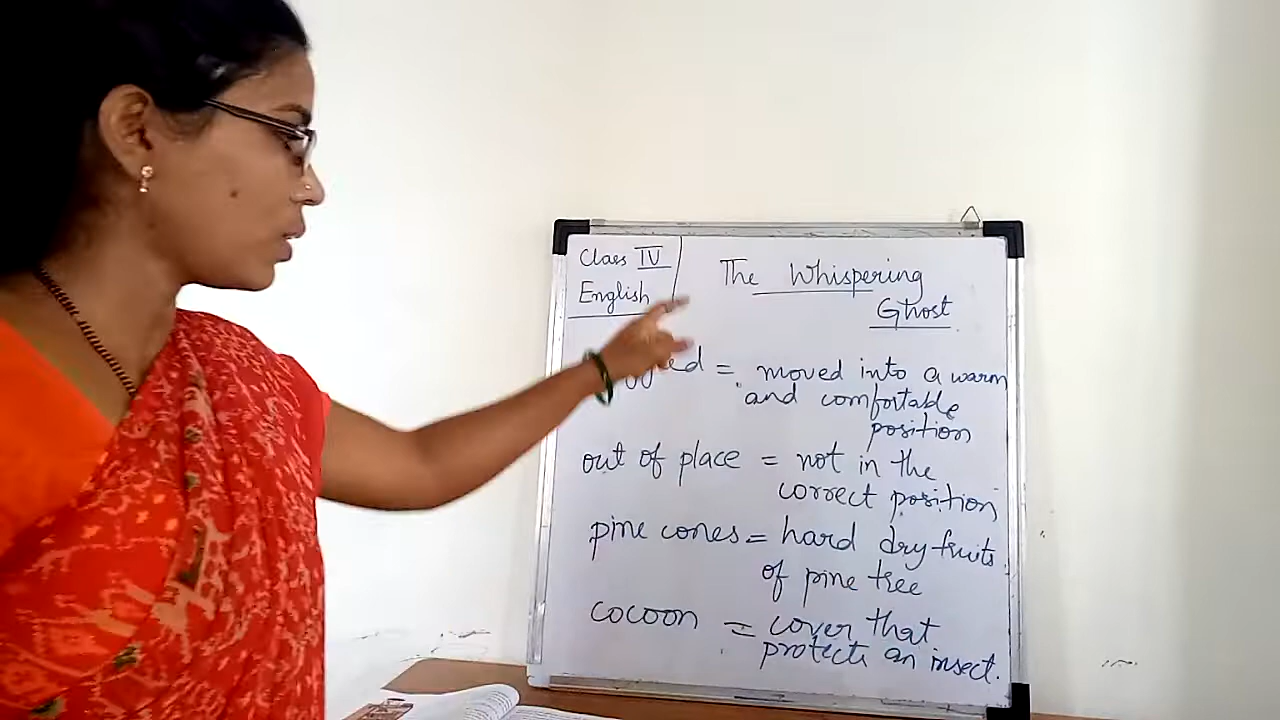 Class IV
English
The Whispering
Ghost
= moved into a warm
and comfortable
position
out of place = not in the
correct position
pine cones = hard dry fruits
of pine tree
cocoon = cover that
protects an insect.